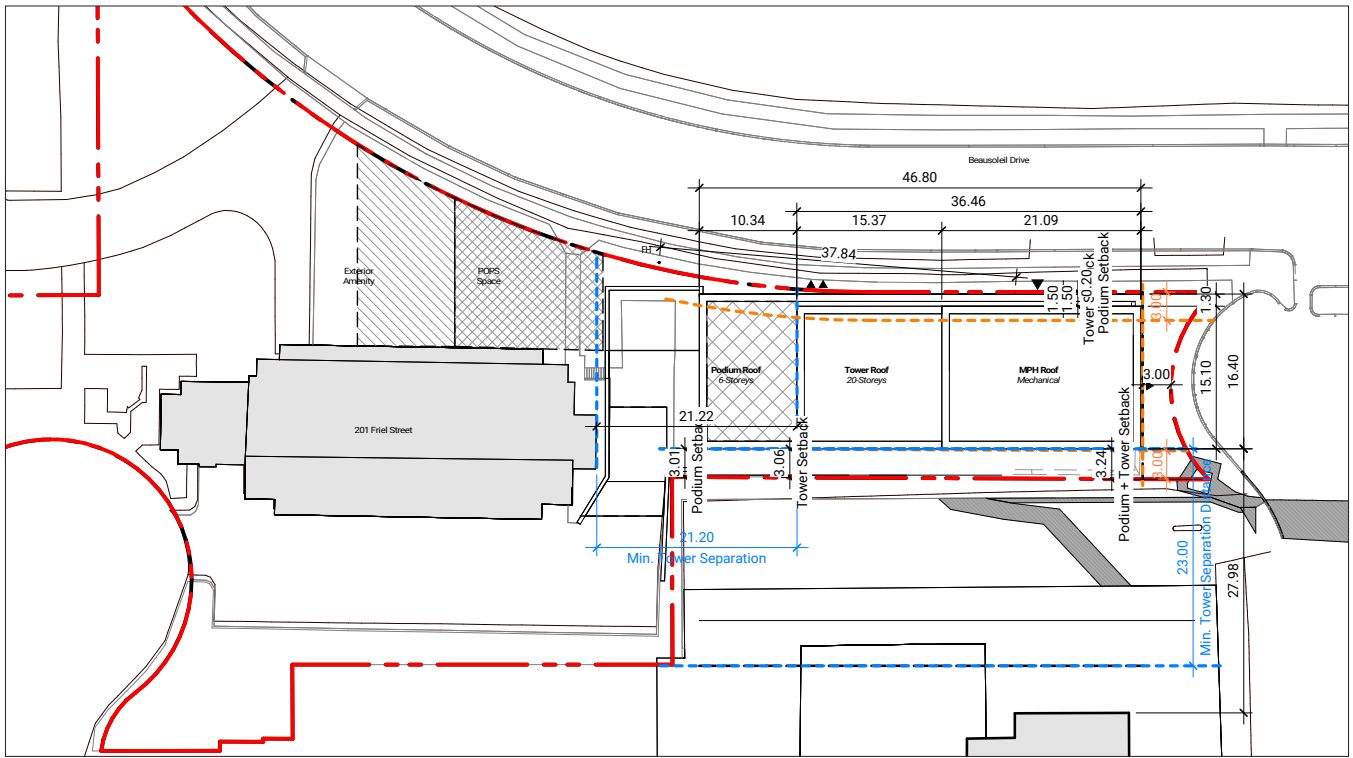 Beausoleil Drive
46.80
36.46
10.34
15.37
21.09
37.84
FH
Exterior
Amenity
POPS
Space
1.50
1.50
0.20
Podium Setback
3.00
1.30
Podium Roof
6-Storeys
Tower Roof
20-Storeys
MPH Roof
Mechanical
3.00
15.10
16.40
201 Friel Street
21.22
3.01
Podium Setback
3.06
Tower Setback
3.24
Podium + Tower Setback
3.00
21.20
Min. Tower Separation
23.00
Min. Tower Separation Distance
27.98